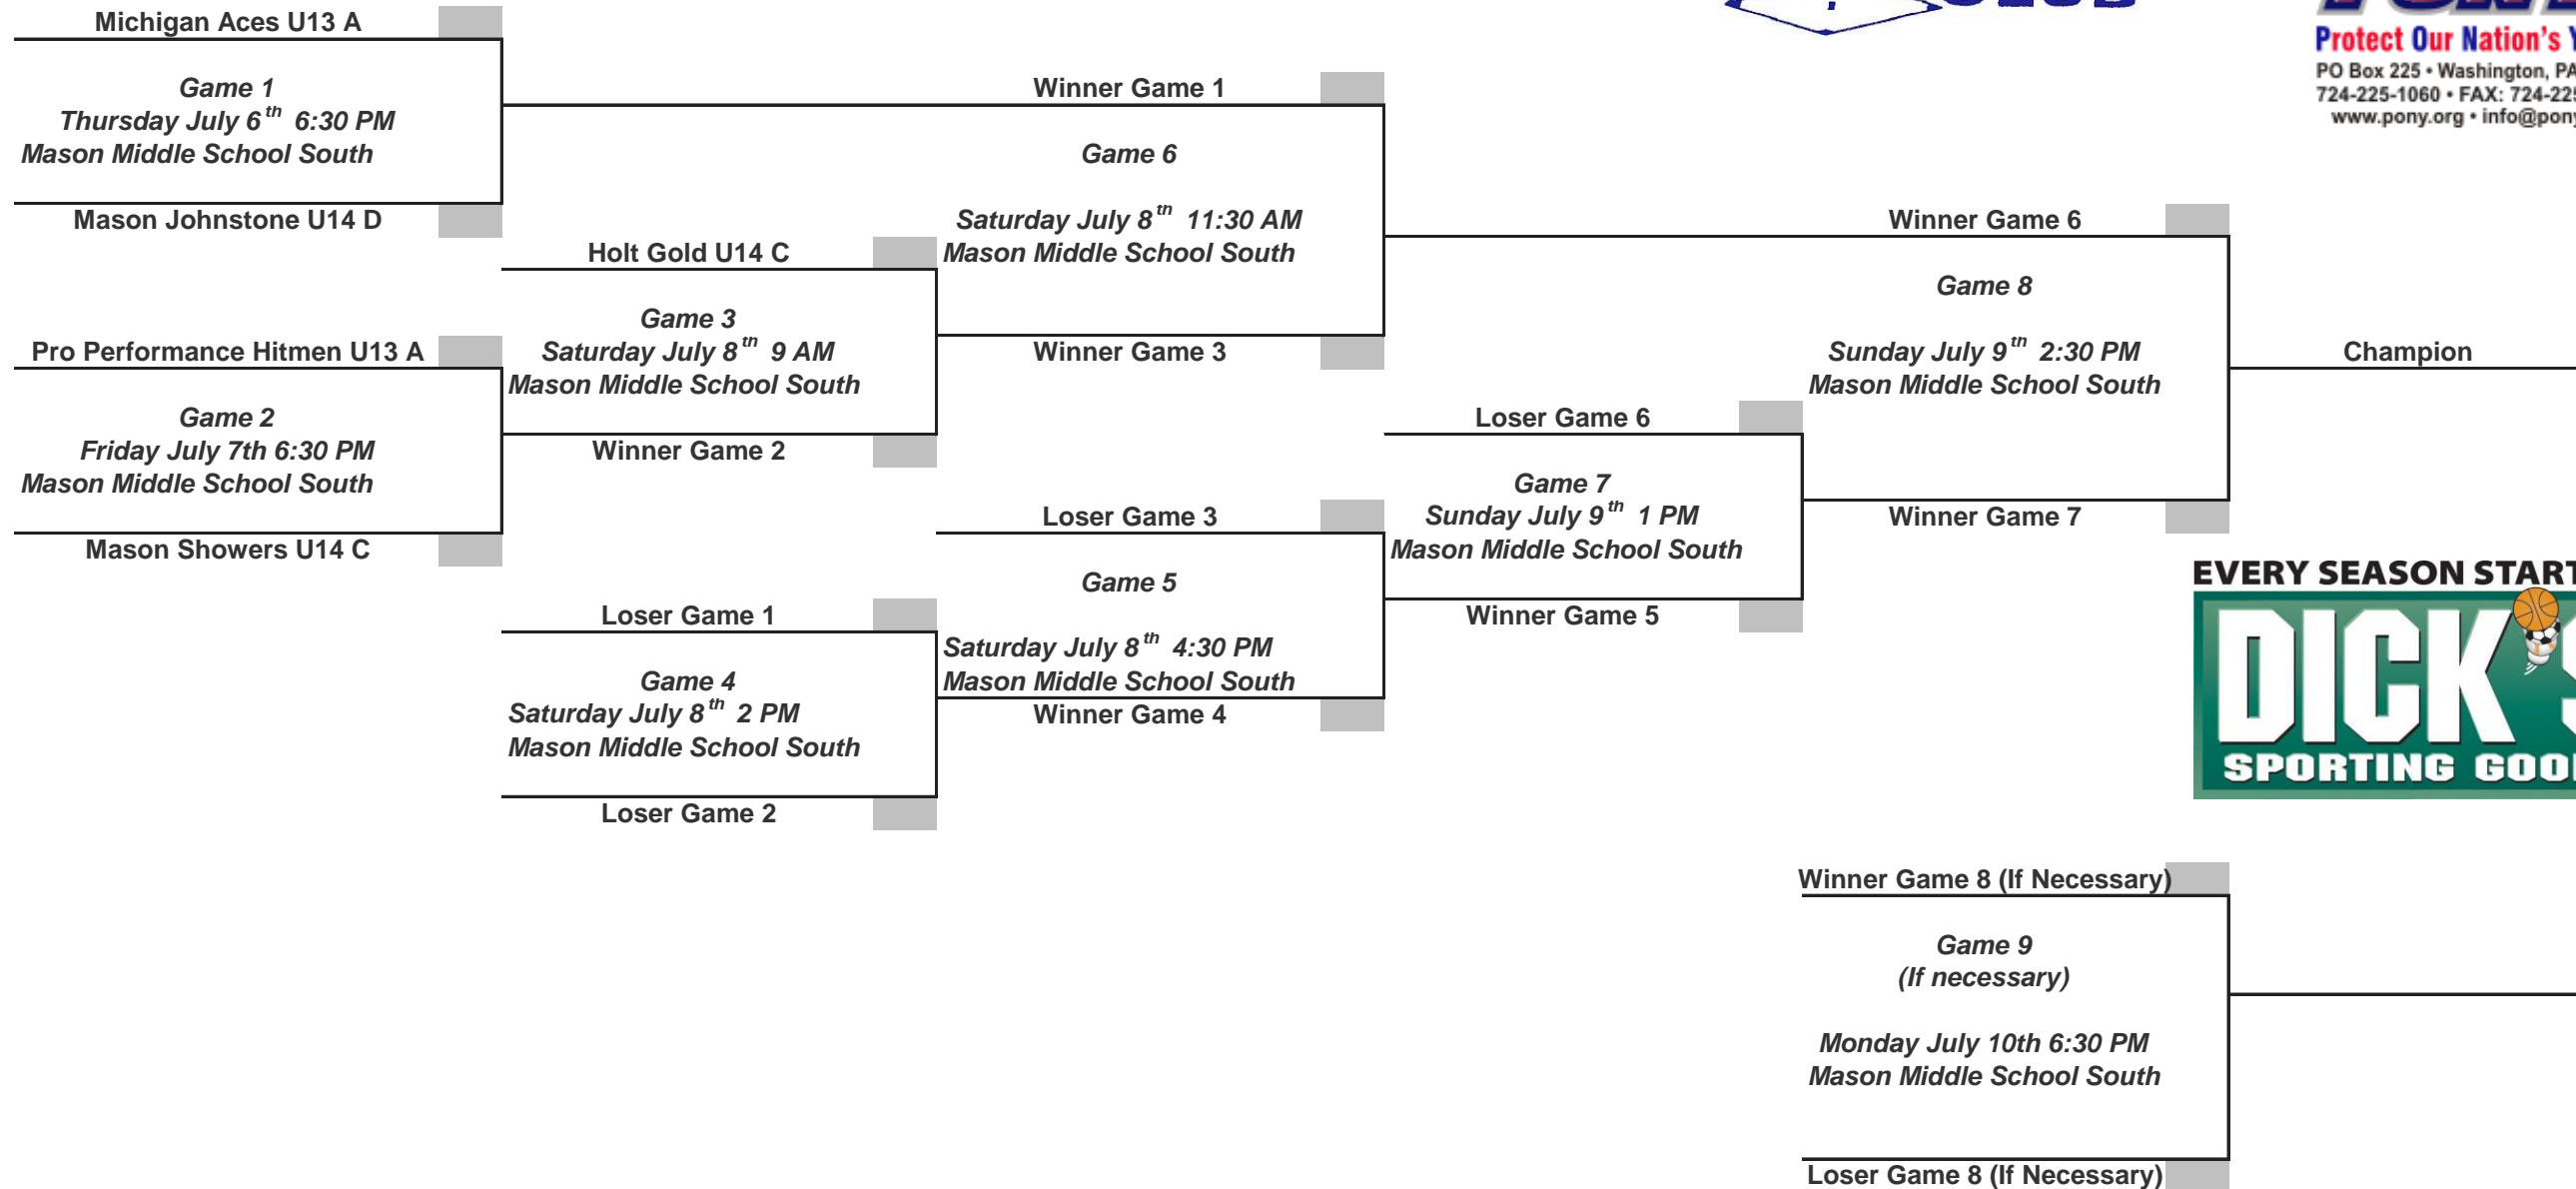 Michigan Aces U13 A
Game 1
Thursday July 6th 6:30 PM
Mason Middle School South
Mason Johnstone U14 D
Pro Performance Hitmen U13 A
Game 2
Friday July 7th 6:30 PM
Mason Middle School South
Mason Showers U14 C
Holt Gold U14 C
Game 3
Saturday July 8th 9 AM
Mason Middle School South
Winner Game 2
Loser Game 1
Game 4
Saturday July 8th 2 PM
Mason Middle School South
Loser Game 2
Winner Game 1
Game 6
Saturday July 8th 11:30 AM
Mason Middle School South
Winner Game 3
Loser Game 3
Game 5
Saturday July 8th 4:30 PM
Mason Middle School South
Winner Game 4
Loser Game 6
Game 7
Sunday July 9th 1 PM
Mason Middle School South
Winner Game 5
Winner Game 6
Game 8
Sunday July 9th 2:30 PM
Mason Middle School South
Winner Game 7
Champion
Winner Game 8 (If Necessary)
Game 9
(If necessary)
Monday July 10th 6:30 PM
Mason Middle School South
Loser Game 8 (If Necessary)
Protect Our Nation's Y
PO Box 225 • Washington, PA
724-225-1060 • FAX: 724-225
www.pony.org • info@pony
EVERY SEASON START
DICK'S
SPORTING GOO